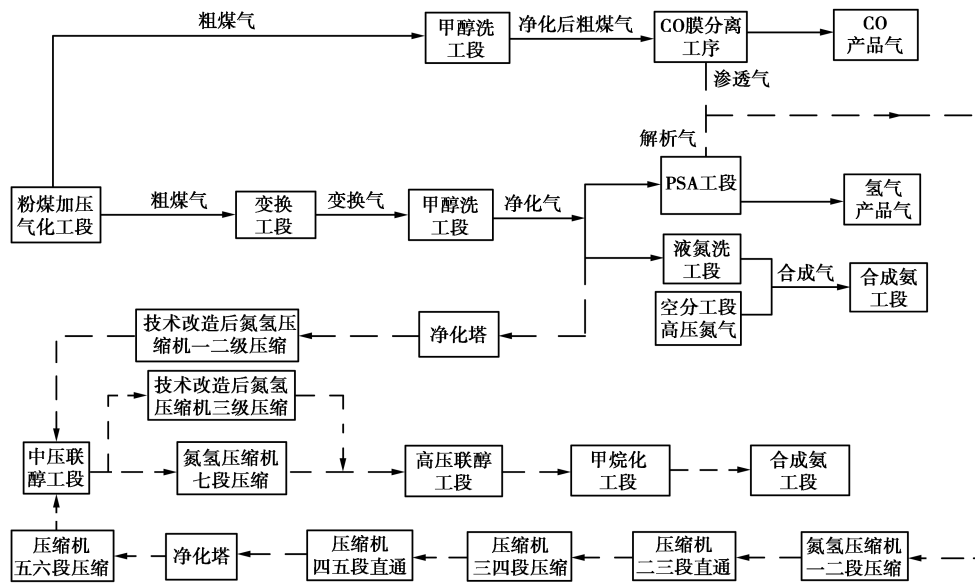 粗煤气
甲醇洗
工段
净化后粗煤气
CO膜分离
工序
CO
产品气
渗透气
解析气
粉煤加压
气化工段
粗煤气
变换
工段
变换气
甲醇洗
工段
净化气
PSA工段
氢气
产品气
液氮洗
工段
空分工段
高压氮气
合成气
合成氨
工段
技术改造后氮氢压
缩机一二级压缩
净化塔
技术改造后氮氢
压缩机三级压缩
中压联
醇工段
氮氢压缩机
七段压缩
高压联醇
工段
甲烷化
工段
合成氨
工段
压缩机
五六段压缩
净化塔
压缩机
四五段直通
压缩机
三四段压缩
压缩机
二三段直通
氮氢压缩机
一二段压缩